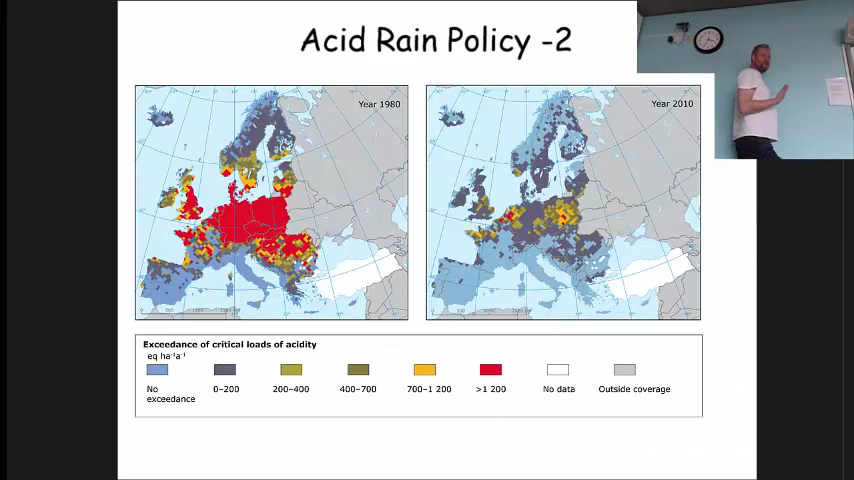 Acid Rain Policy -2
Year 1980
Year 2010
Exceedance of critical loads of acidity
eq ha⁻¹a⁻¹
No exceedance
0–200
200–400
400–700
700–1 200
>1 200
No data
Outside coverage